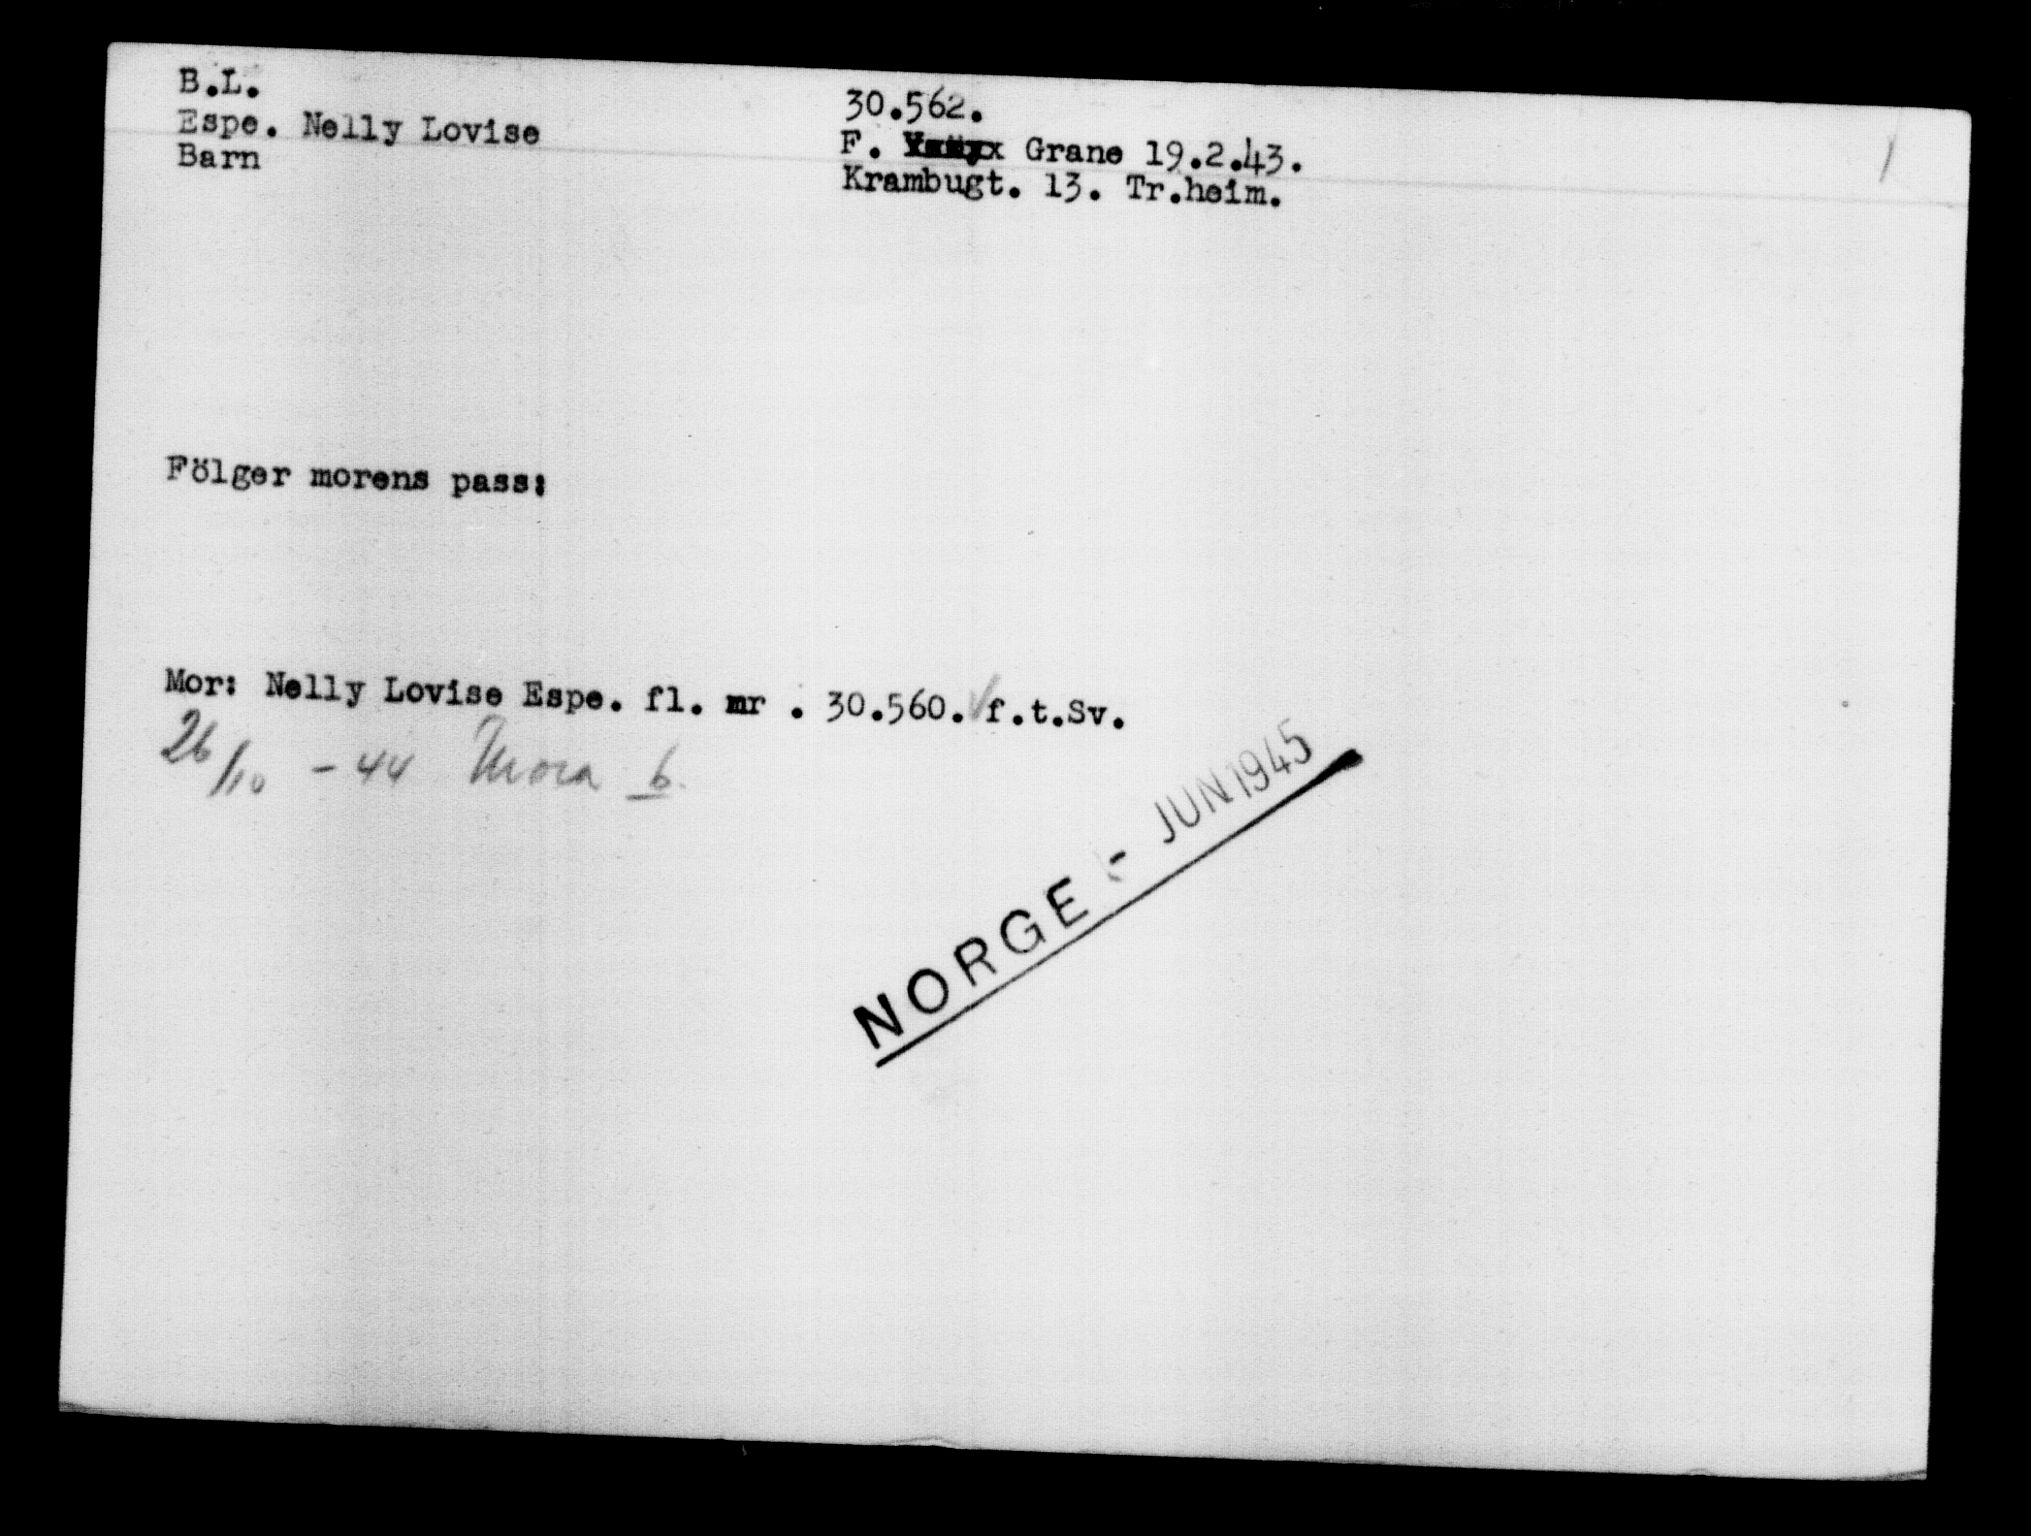 B.L.
Espe. Nelly Lovise
Barn
30.562.
F. Grane 19.2.43.
Krambugt. 13. Tr.heim.
Fölger morens pass:
Mor: Nelly Lovise Espe. fl. nr . 30.560. f.t.Sv.
26/10 - 44 Mora 6.
NORGE - JUN 1945